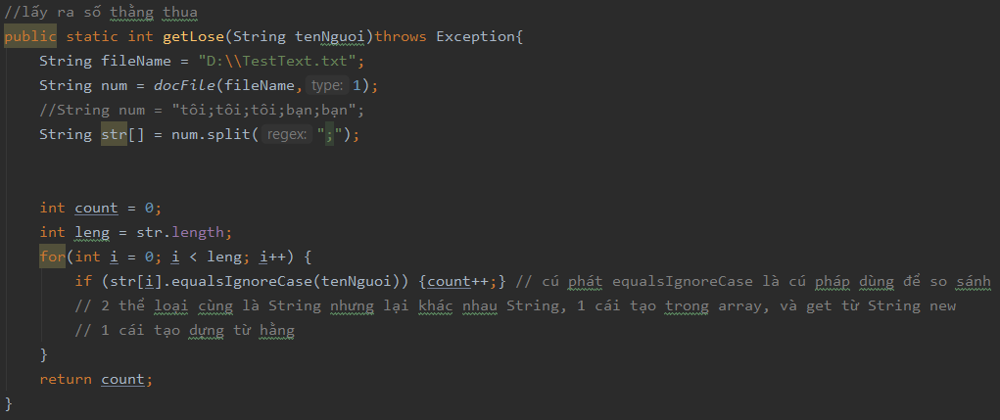 //lấy ra số thằng thua
public static int getLose(String tenNguoi)throws Exception{
String fileName = "D:\\TestText.txt";
String num = docFile(fileName, type: 1);
//String num = "tôi;tôi;tôi;bạn;bạn";
String str[] = num.split( regex: ";");
int count = 0;
int leng = str.length;
for(int i = 0; i < leng; i++) {
if (str[i].equalsIgnoreCase(tenNguoi)) {count++;} // cú phát equalsIgnoreCase là cú pháp dùng để so sánh
// 2 thể loại cùng là String nhưng lại khác nhau String, 1 cái tạo trong array, và get từ String new
// 1 cái tạo dựng từ hằng
}
return count;
}